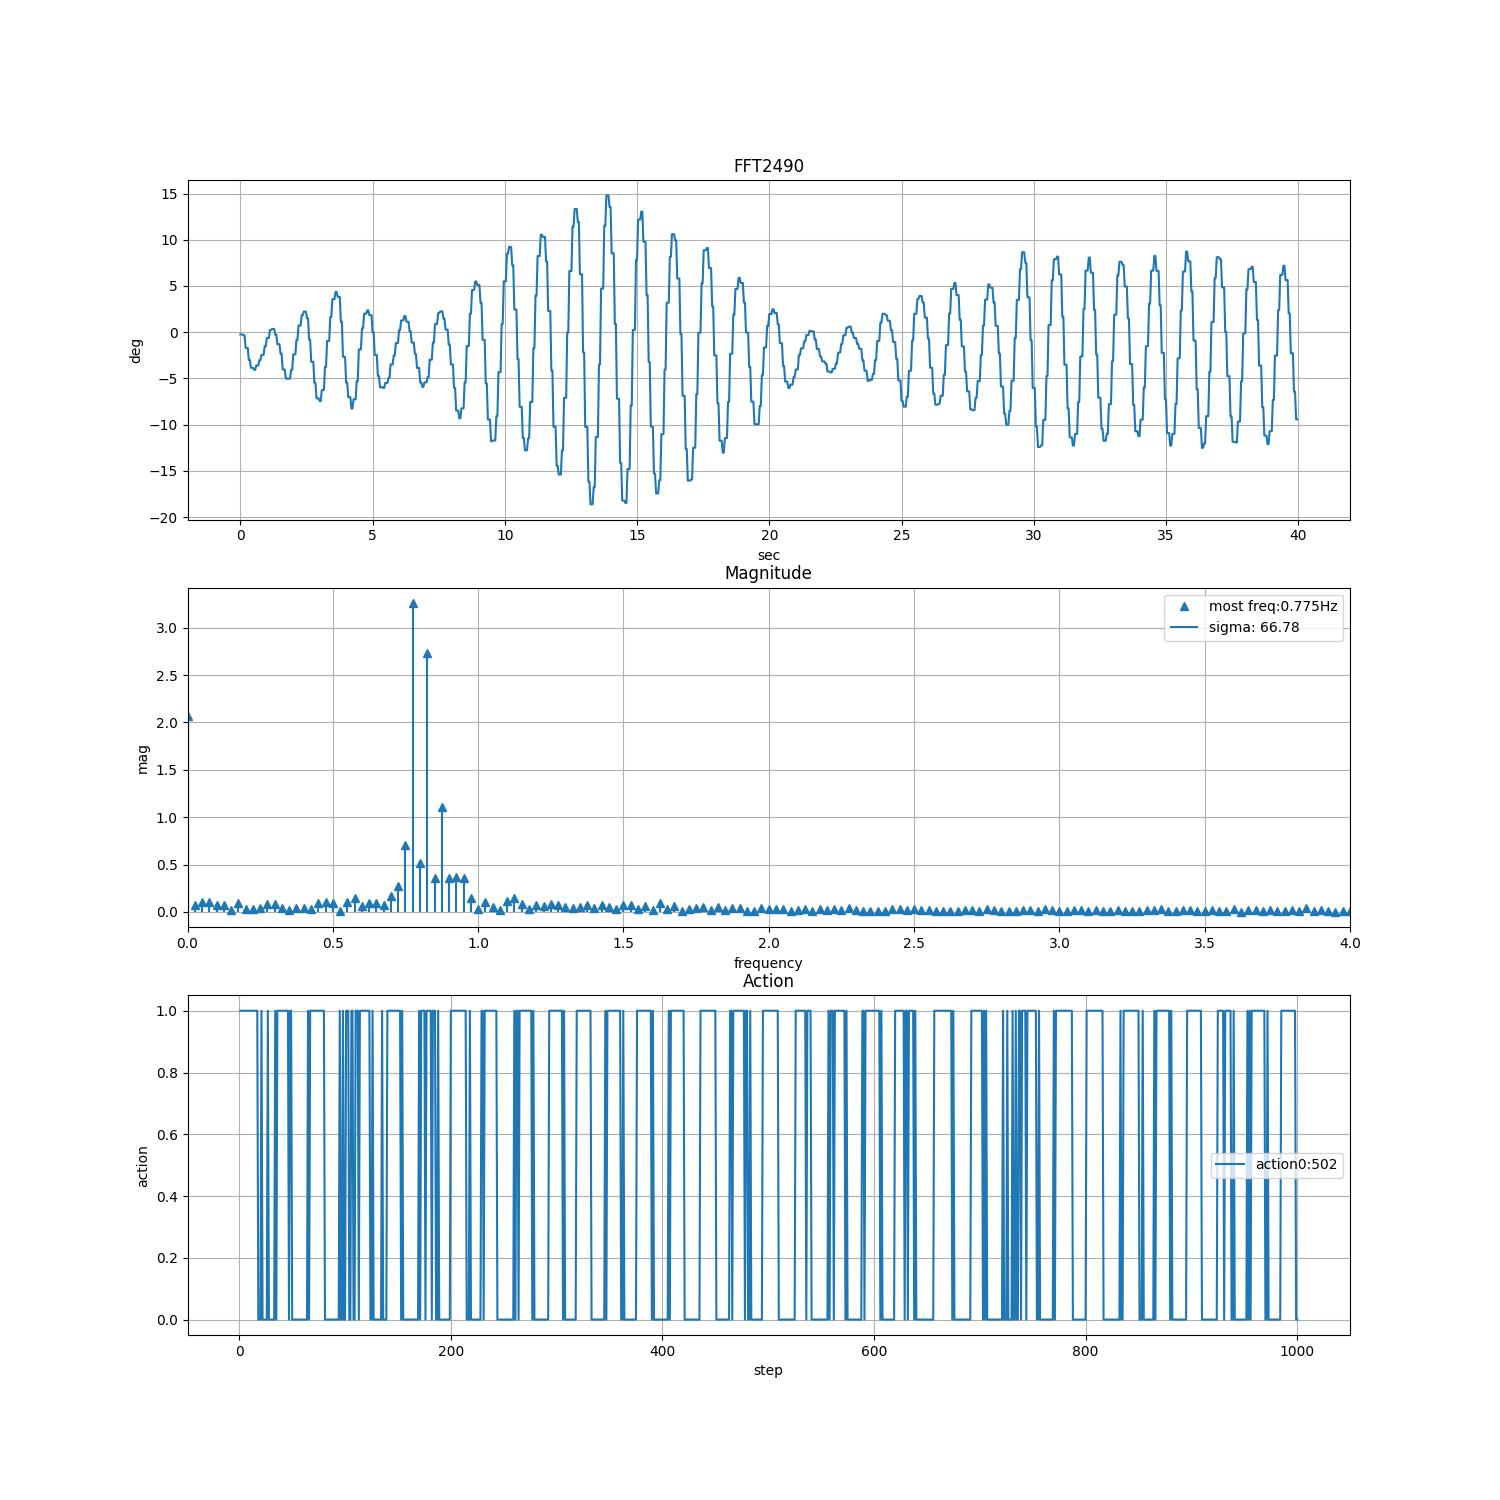 FFT2490
15
10
5
0
−5
−10
−15
−20
deg
0 5 10 15 20 25 30 35 40
sec
Magnitude
most freq:0.775Hz
sigma: 66.78
3.0
2.5
2.0
1.5
1.0
0.5
0.0
mag
0.0 0.5 1.0 1.5 2.0 2.5 3.0 3.5 4.0
frequency
Action
1.0
0.8
0.6
0.4
0.2
0.0
action
action0:502
0 200 400 600 800 1000
step